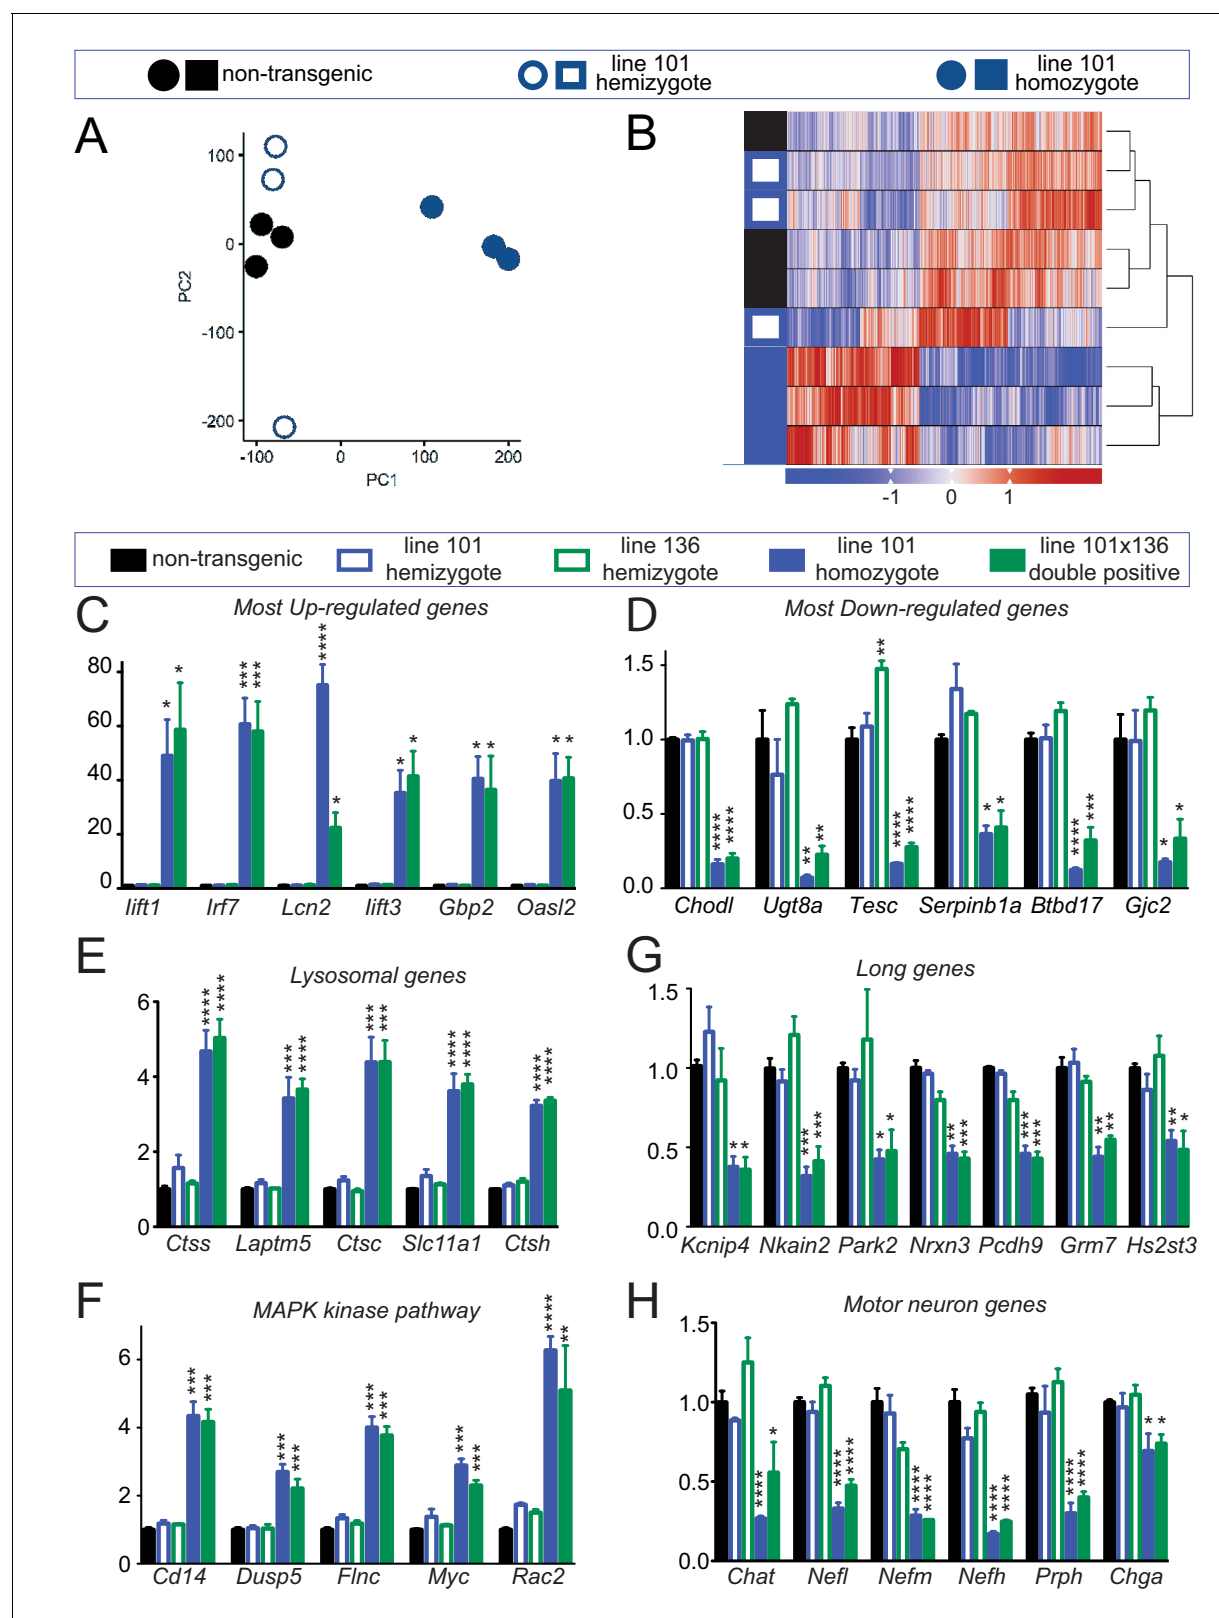 non-transgenic
line 101
hemizygote
line 101
homozygote
A
100
0
-100
-200
PC2
-100
0
100
200
PC1
B
-1
0
1
non-transgenic
line 101
hemizygote
line 136
hemizygote
line 101
homozygote
line 101x136
double positive
C
Most Up-regulated genes
80
60
40
20
0
* * *** *** **** * * * * * * *
Iift1 Irf7 Lcn2 Iift3 Gbp2 Oasl2
D
Most Down-regulated genes
1.5
1.0
0.5
0.0
**** **** ** ** ** **** **** * * **** *** * *
Chodl Ugt8a Tesc Serpinb1a Btbd17 Gjc2
E
Lysosomal genes
6
4
2
0
**** **** *** **** *** *** **** **** **** ****
Ctss Laptm5 Ctsc Slc11a1 Ctsh
G
Long genes
1.5
1.0
0.5
0.0
* * *** *** * * ** *** *** *** ** ** ** *
Kcnip4 Nkain2 Park2 Nrxn3 Pcdh9 Grm7 Hs2st3
F
MAPK kinase pathway
6
4
2
0
*** *** *** *** *** *** *** *** **** **
Cd14 Dusp5 Flnc Myc Rac2
H
Motor neuron genes
1.5
1.0
0.5
0.0
**** * **** **** **** **** **** **** **** **** * *
Chat Nefl Nefm Nefh Prph Chga